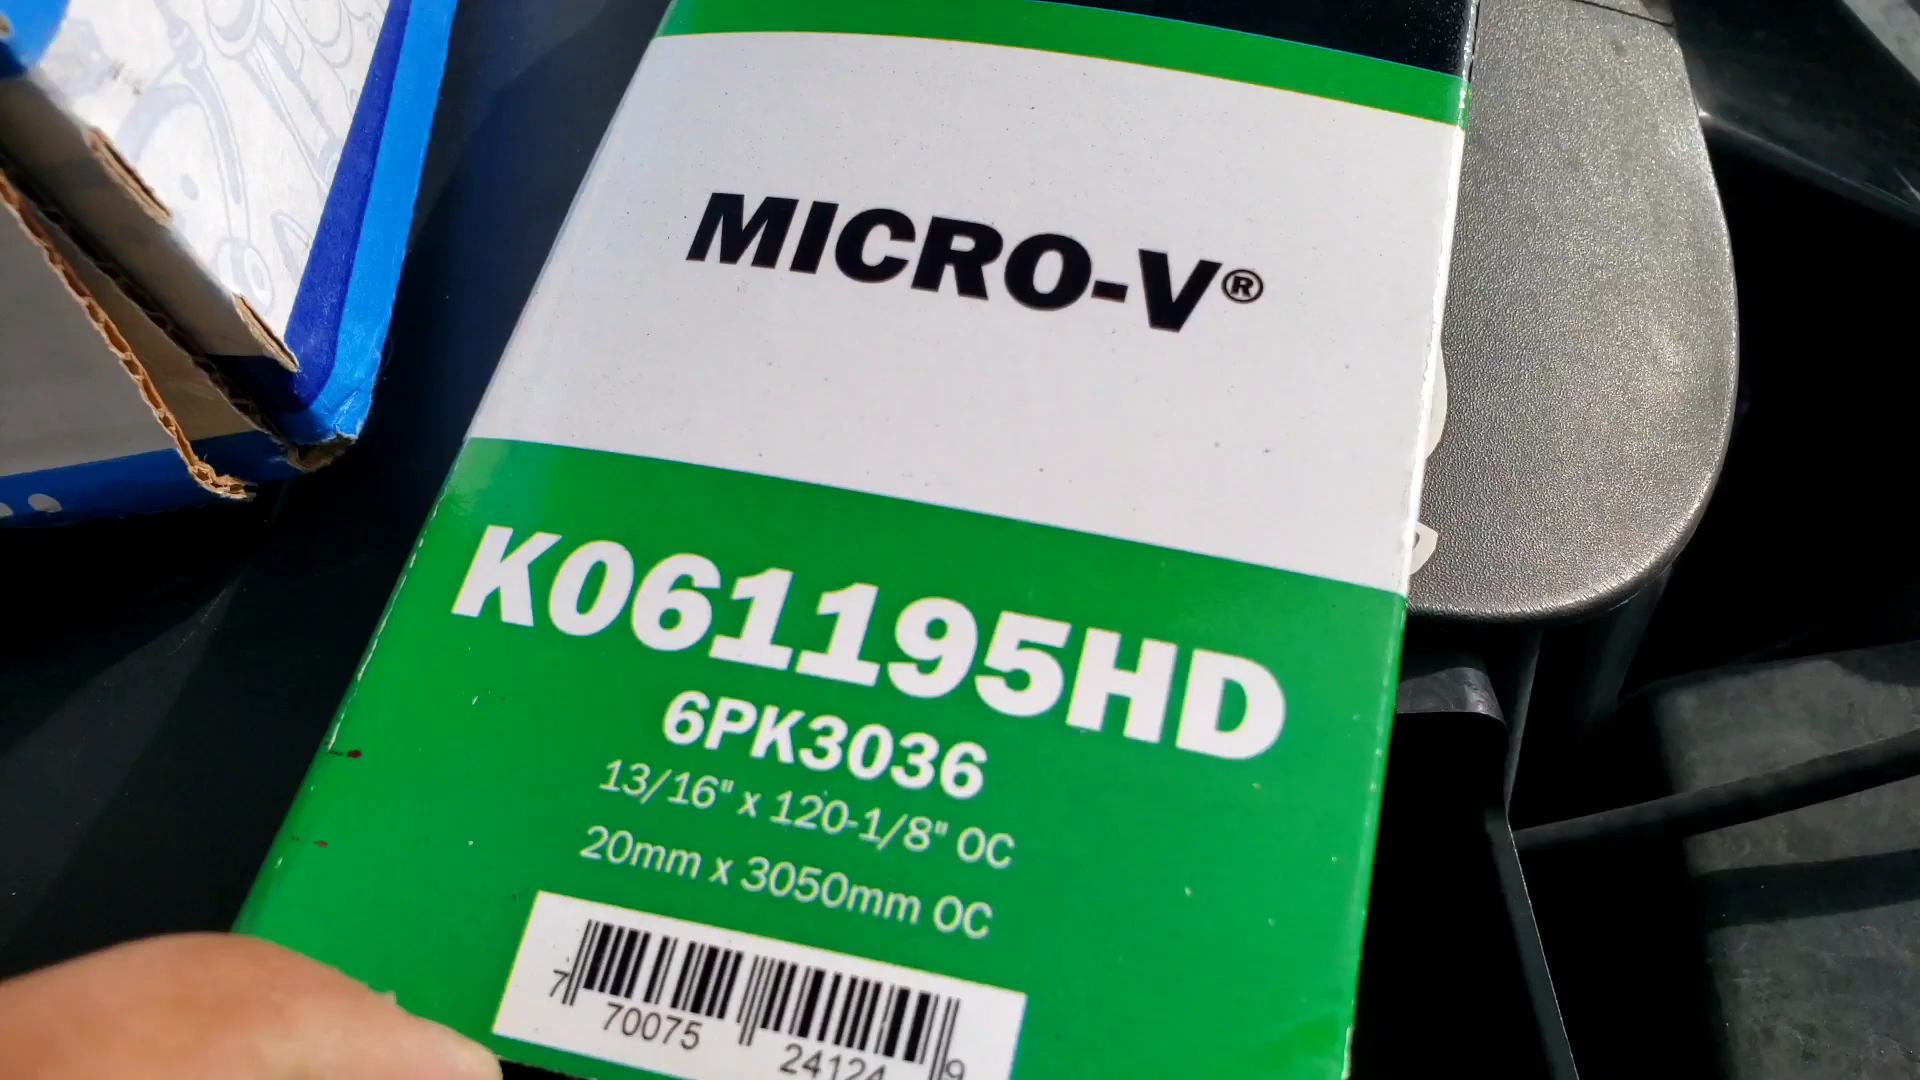 MICRO-V®
K061195HD
6PK3036
13/16" x 120-1/8" OC
20mm x 3050mm OC
7 70075 24124 9